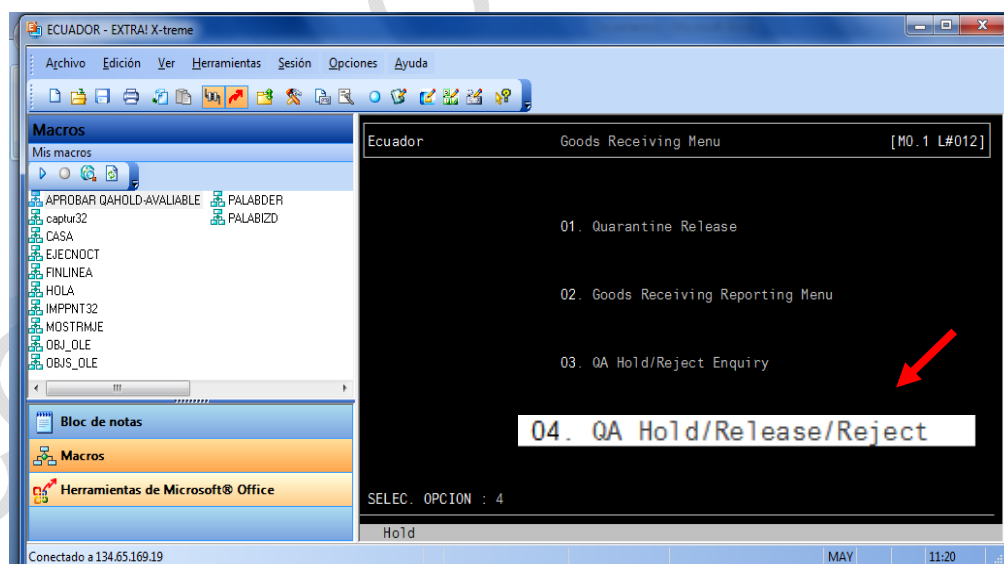 ECUADOR - EXTRA! X-treme
Archivo Edición Ver Herramientas Sesión Opciones Ayuda
Macros
Mis macros
APROBAR QAHOLD-AVALIABLE PALABDER
captur32 PALABIZD
CASA
EJECNOCT
FINLINEA
HOLA
IMPPNT32
MOSTRMJE
OBJ_OLE
OBJS_OLE
Bloc de notas
Macros
Herramientas de Microsoft® Office
Ecuador Goods Receiving Menu [M0.1 L#012]
01. Quarantine Release
02. Goods Receiving Reporting Menu
03. QA Hold/Reject Enquiry
04. QA Hold/Release/Reject
SELEC. OPCION : 4
Hold
Conectado a 134.65.169.19 MAY 11:20